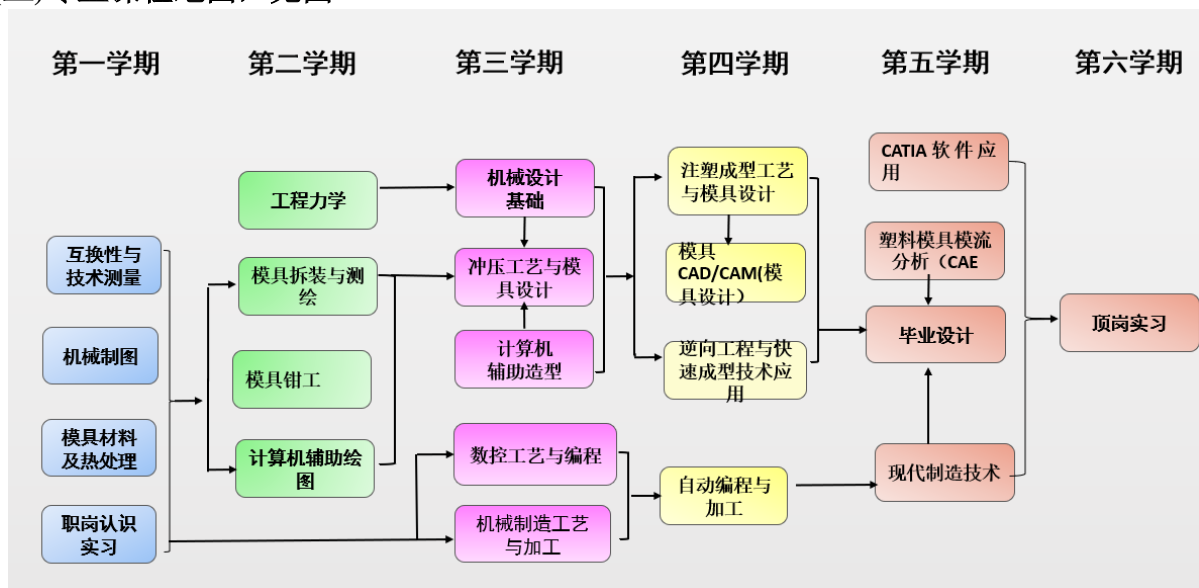 第一学期
第二学期
第三学期
第四学期
第五学期
第六学期
互换性与
技术测量
机械制图
模具材料
及热处理
职岗认识
实习
工程力学
模具拆装与测
绘
模具钳工
计算机辅助绘
图
机械设计
基础
冲压工艺与模
具设计
计算机
辅助造型
数控工艺与编程
机械制造工艺
与加工
注塑成型工艺
与模具设计
模具
CAD/CAM(模
具设计）
逆向工程与快
速成型技术应
用
自动编程与
加工
CATIA 软件应
用
塑料模具模流
分析（CAE
毕业设计
现代制造技术
顶岗实习